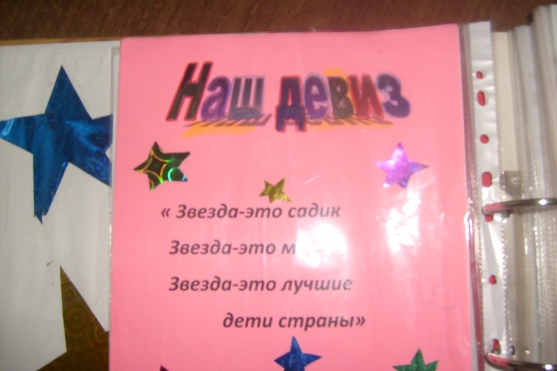 Наш девиз
« Звезда-это садик
Звезда-это
Звезда-это лучшие
дети страны»